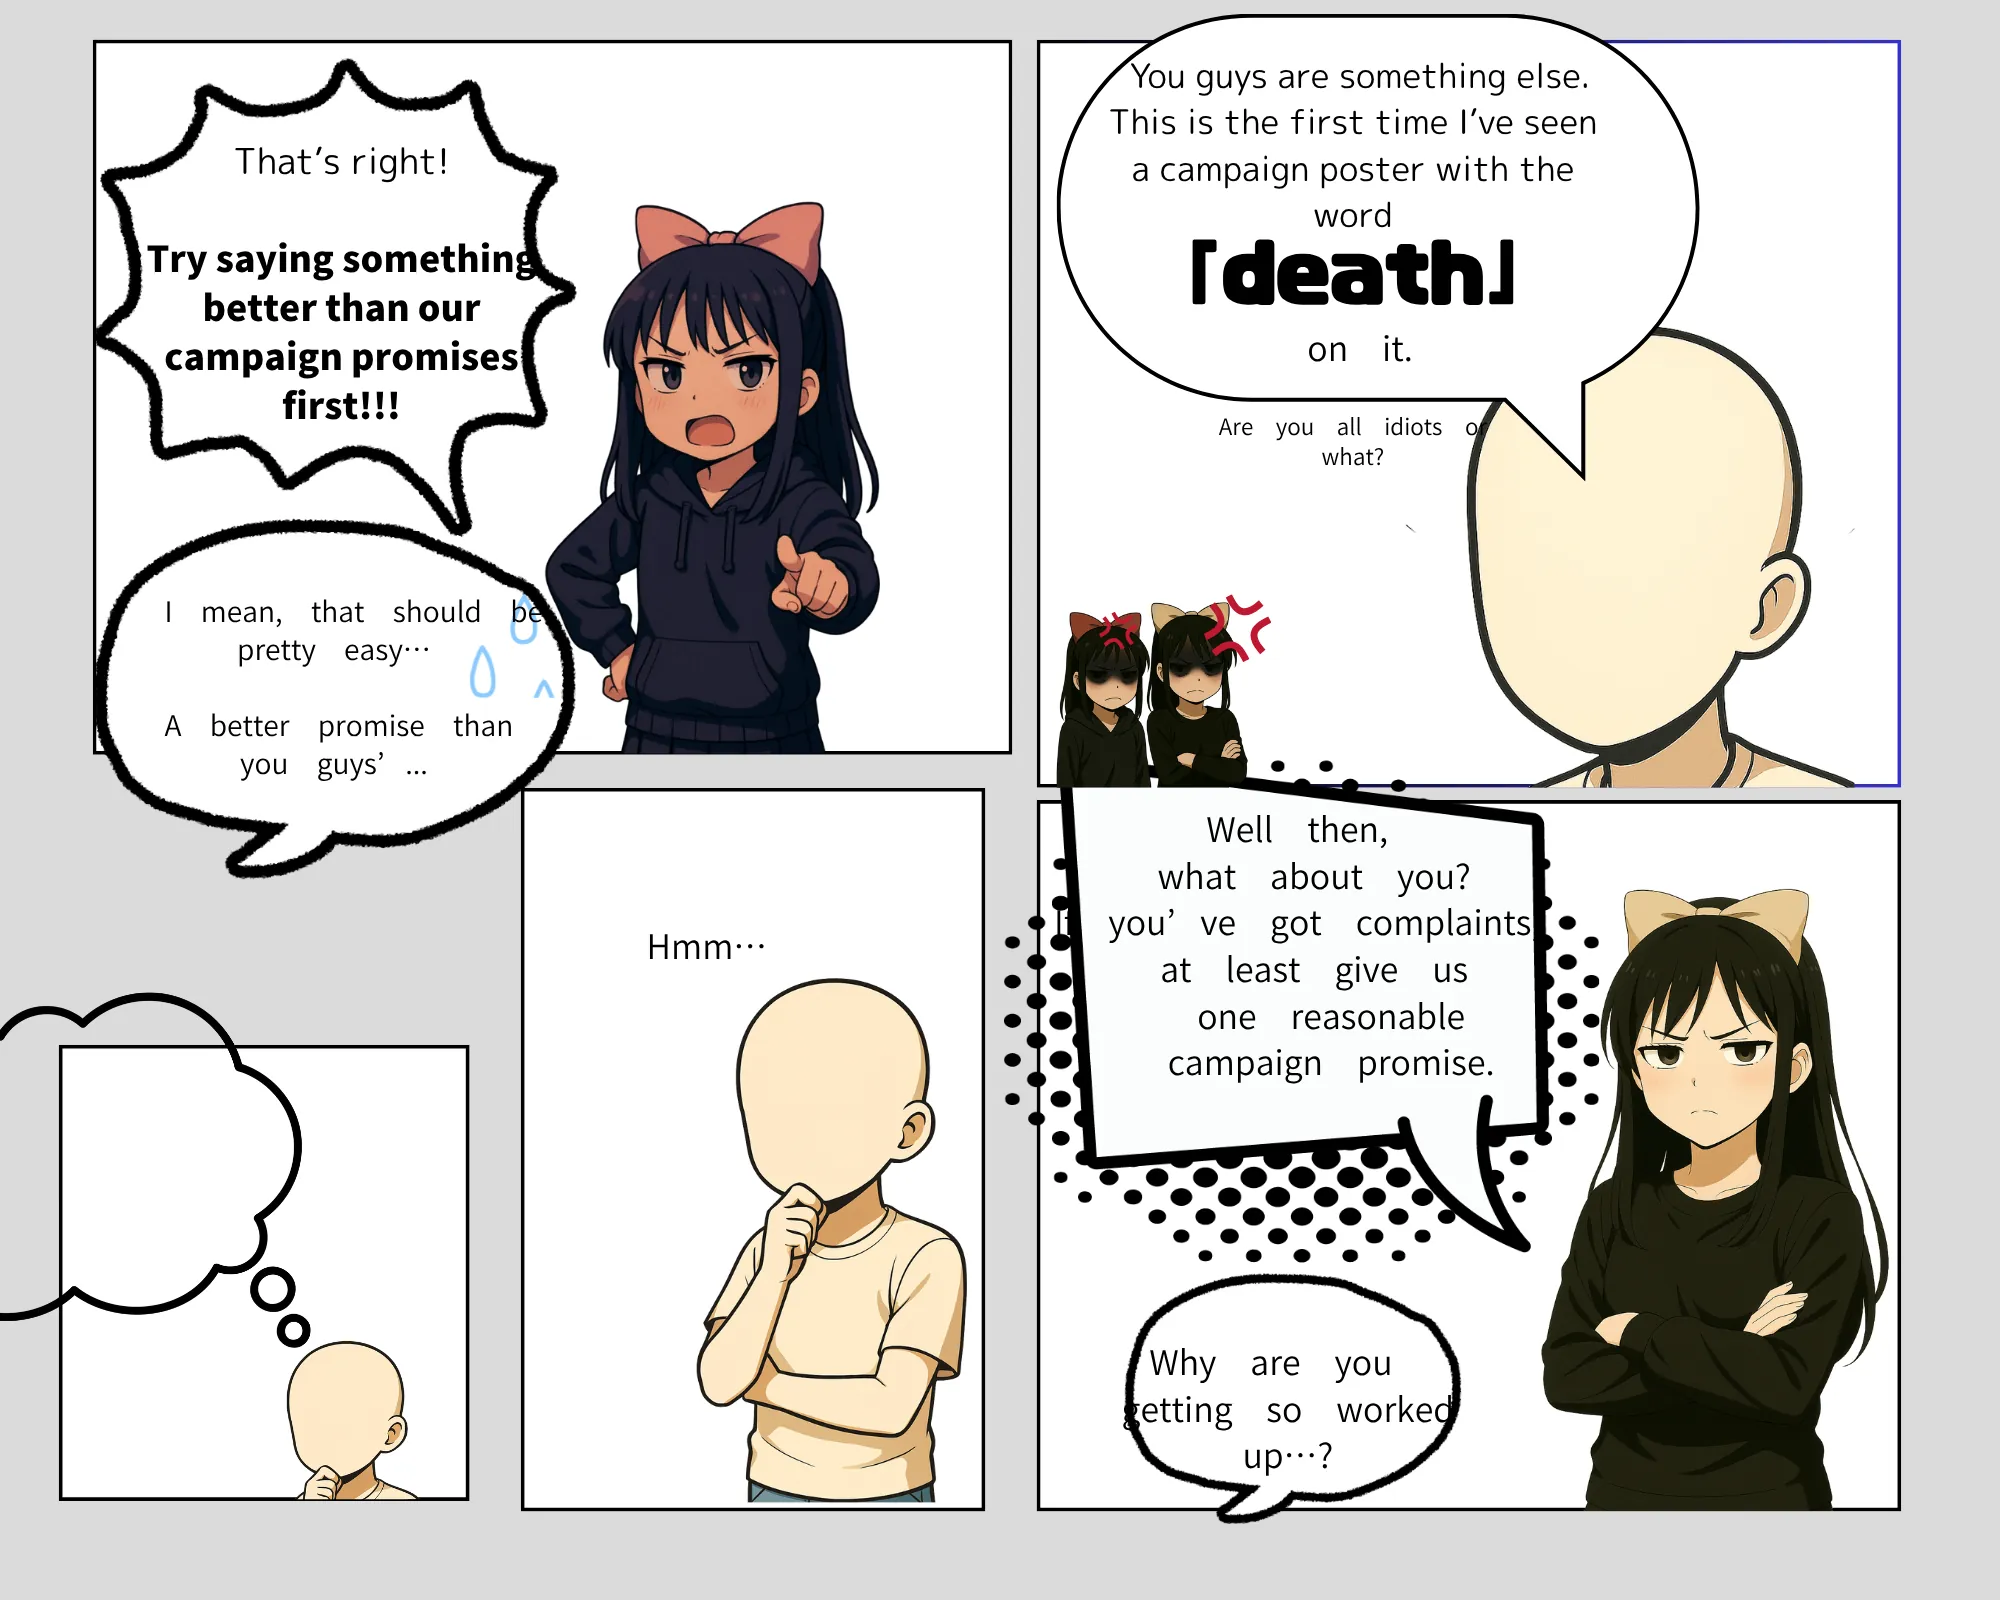 You guys are something else.
This is the first time I’ve seen
a campaign poster with the
word
「death」
on it.
Are you all idiots or
what?
Well then,
what about you?
If you’ ve got complaints,
at least give us
one reasonable
campaign promise.
Why are you
getting so worked
up…?
That’s right!
Try saying something
better than our
campaign promises
first!!!
I mean, that should be
pretty easy…
A better promise than
you guys’ ...
Hmm…